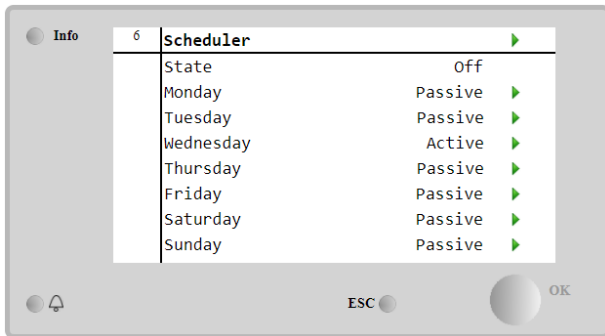 Info
6 Scheduler
State Off
Monday Passive
Tuesday Passive
Wednesday Active
Thursday Passive
Friday Passive
Saturday Passive
Sunday Passive
ESC
OK